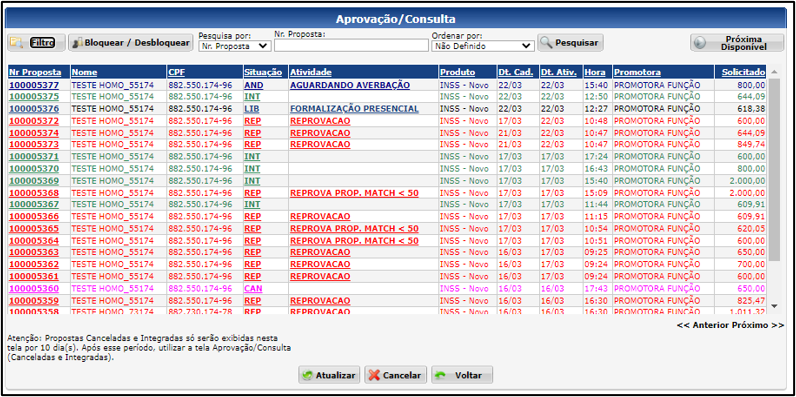 Aprovação/Consulta
Filtro
Bloquear / Desbloquear
Pesquisa por:
Nr. Proposta
Nr. Proposta:
Ordenar por:
Não Definido
Pesquisar
Próxima
Disponível
Nr Proposta Nome CPF Situação Atividade Produto Dt. Cad. Dt. Ativ. Hora Promotora Solicitado
100005377 TESTE HOMO_55174 882.550.174-96 AND AGUARDANDO AVERBAÇÃO INSS - Novo 22/03 22/03 15:40 PROMOTORA FUNÇÃO 800,00
100005375 TESTE HOMO_55174 882.550.174-96 INT INSS - Novo 22/03 22/03 12:50 PROMOTORA FUNÇÃO 644,09
100005376 TESTE HOMO_55174 882.550.174-96 LIB FORMALIZAÇÃO PRESENCIAL INSS - Novo 22/03 22/03 12:27 PROMOTORA FUNÇÃO 618,38
100005372 TESTE HOMO_55174 882.550.174-96 REP REPROVACAO INSS - Novo 17/03 22/03 10:48 PROMOTORA FUNÇÃO 600,00
100005374 TESTE HOMO_55174 882.550.174-96 REP REPROVACAO INSS - Novo 21/03 22/03 10:47 PROMOTORA FUNÇÃO 644,09
100005373 TESTE HOMO_55174 882.550.174-96 REP REPROVACAO INSS - Novo 21/03 22/03 10:47 PROMOTORA FUNÇÃO 849,74
100005371 TESTE HOMO_55174 882.550.174-96 INT INSS - Novo 17/03 17/03 17:24 PROMOTORA FUNÇÃO 600,00
100005370 TESTE HOMO_55174 882.550.174-96 INT INSS - Novo 17/03 17/03 16:43 PROMOTORA FUNÇÃO 800,00
100005369 TESTE HOMO_55174 882.550.174-96 INT INSS - Novo 17/03 17/03 15:40 PROMOTORA FUNÇÃO 2.000,00
100005368 TESTE HOMO_55174 882.550.174-96 REP REPROVA PROP. MATCH < 50 INSS - Novo 17/03 17/03 15:09 PROMOTORA FUNÇÃO 2.000,00
100005367 TESTE HOMO_55174 882.550.174-96 INT INSS - Novo 17/03 17/03 11:44 PROMOTORA FUNÇÃO 609,91
100005366 TESTE HOMO_55174 882.550.174-96 REP REPROVACAO INSS - Novo 17/03 17/03 11:15 PROMOTORA FUNÇÃO 609,91
100005365 TESTE HOMO_55174 882.550.174-96 REP REPROVA PROP. MATCH < 50 INSS - Novo 17/03 17/03 10:54 PROMOTORA FUNÇÃO 620,05
100005364 TESTE HOMO_55174 882.550.174-96 REP REPROVA PROP. MATCH < 50 INSS - Novo 17/03 17/03 10:51 PROMOTORA FUNÇÃO 600,00
100005363 TESTE HOMO_55174 882.550.174-96 REP REPROVACAO INSS - Novo 16/03 17/03 09:25 PROMOTORA FUNÇÃO 650,00
100005362 TESTE HOMO_55174 882.550.174-96 REP REPROVACAO INSS - Novo 16/03 17/03 09:24 PROMOTORA FUNÇÃO 700,00
100005361 TESTE HOMO_55174 882.550.174-96 REP REPROVACAO INSS - Novo 16/03 17/03 09:24 PROMOTORA FUNÇÃO 600,00
100005360 TESTE HOMO_55174 882.550.174-96 CAN INSS - Novo 16/03 16/03 17:43 PROMOTORA FUNÇÃO 650,00
100005359 TESTE HOMO_55174 882.550.174-96 REP REPROVACAO INSS - Novo 16/03 16/03 16:30 PROMOTORA FUNÇÃO 825,47
100005358 TESTE HOMO_73174 882.730.174-78 REP REPROVACAO INSS - Novo 16/03 16/03 16:30 PROMOTORA FUNÇÃO 1.011,32
<< Anterior Próximo >>
Atenção: Propostas Canceladas e Integradas só serão exibidas nesta
tela por 10 dia(s). Após esse período, utilizar a tela Aprovação/Consulta
(Canceladas e Integradas).
Atualizar
Cancelar
Voltar